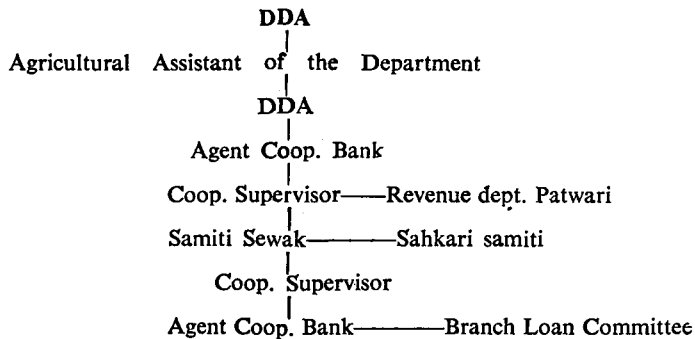 DDA
Agricultural Assistant of the Department
DDA
Agent Coop. Bank
Coop. Supervisor——Revenue dept. Patwari
Samiti Sewak————Sahkari samiti
Coop. Supervisor
Agent Coop. Bank————Branch Loan Committee